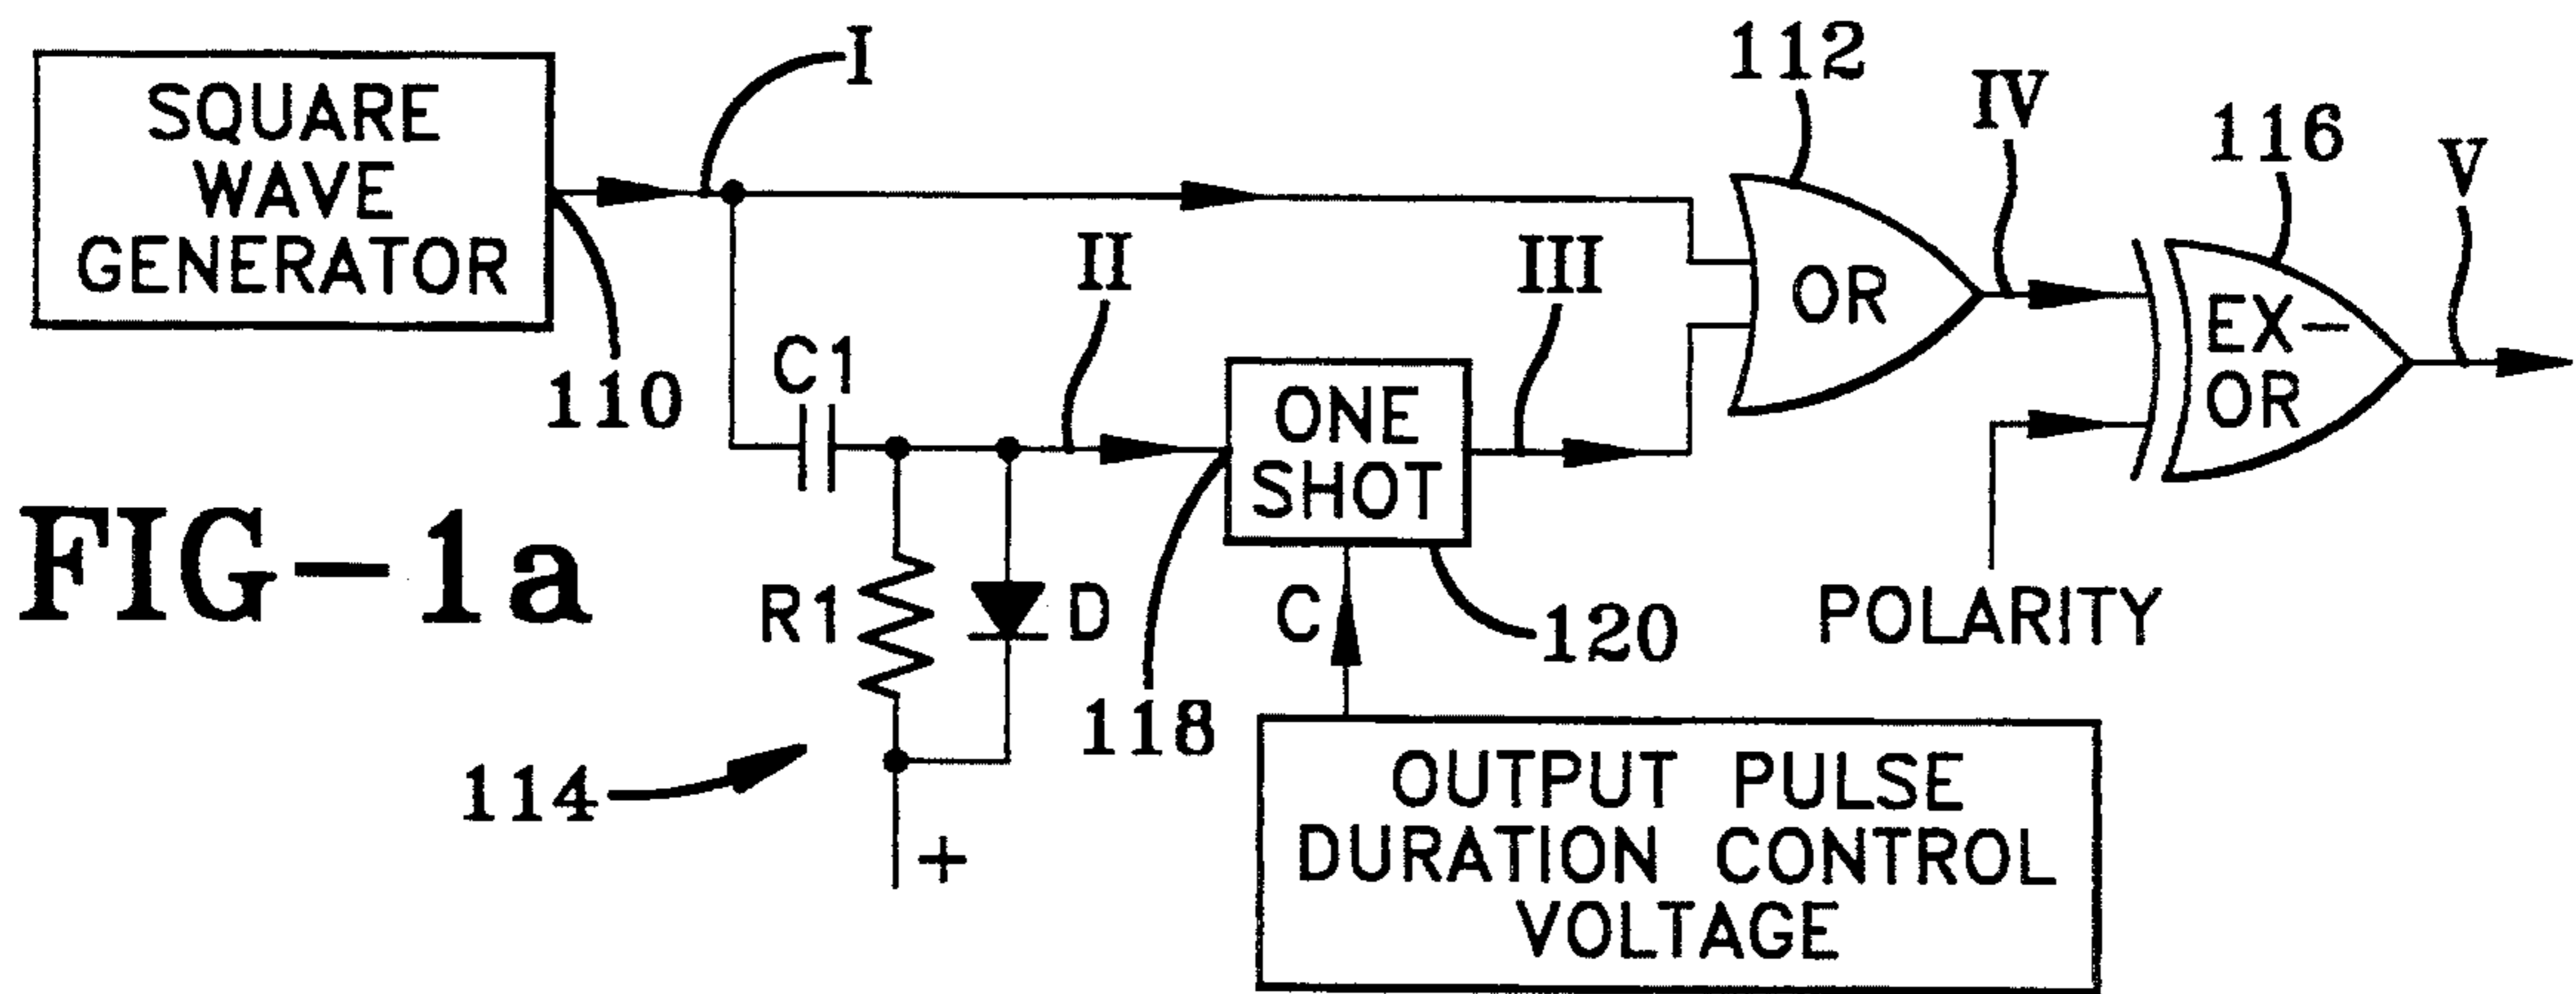 SQUARE
WAVE
GENERATOR
110
I
112
IV
116
V
II
III
OR
EX-
OR
C1
ONE
SHOT
FIG-1a
R1
D
C
120
POLARITY
118
114
+
OUTPUT PULSE
DURATION CONTROL
VOLTAGE